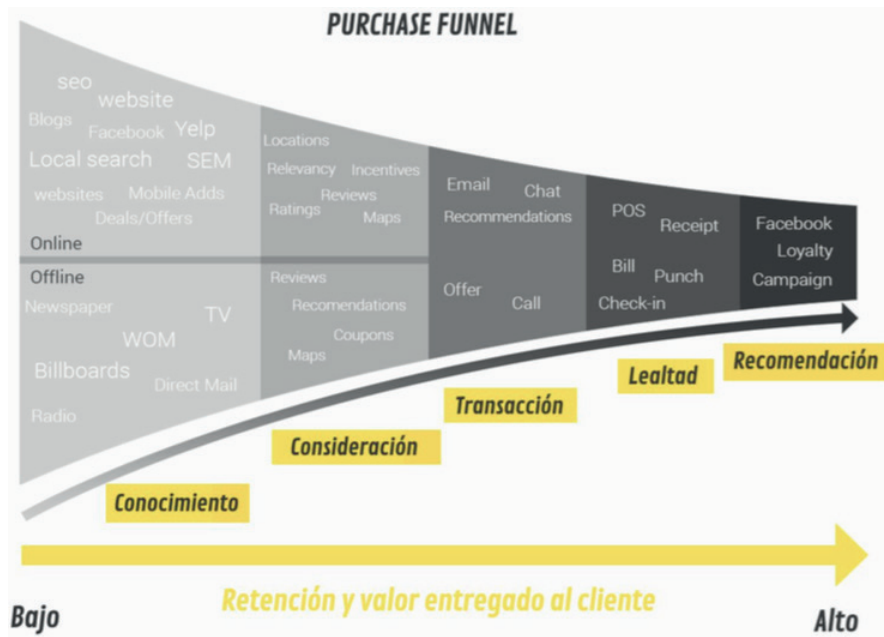 PURCHASE FUNNEL
seo
website
Blogs
Facebook
Yelp
Local search
SEM
websites
Mobile Adds
Deals/Offers
Online
Locations
Relevancy
Incentives
Reviews
Ratings
Maps
Email
Chat
Recommendations
POS
Receipt
Facebook
Loyalty
Campaign
Offline
Newspaper
TV
WOM
Billboards
Direct Mail
Radio
Reviews
Recomendations
Coupons
Maps
Offer
Call
Bill
Punch
Check-in
Conocimiento
Consideración
Transacción
Lealtad
Recomendación
Retención y valor entregado al cliente
Bajo
Alto